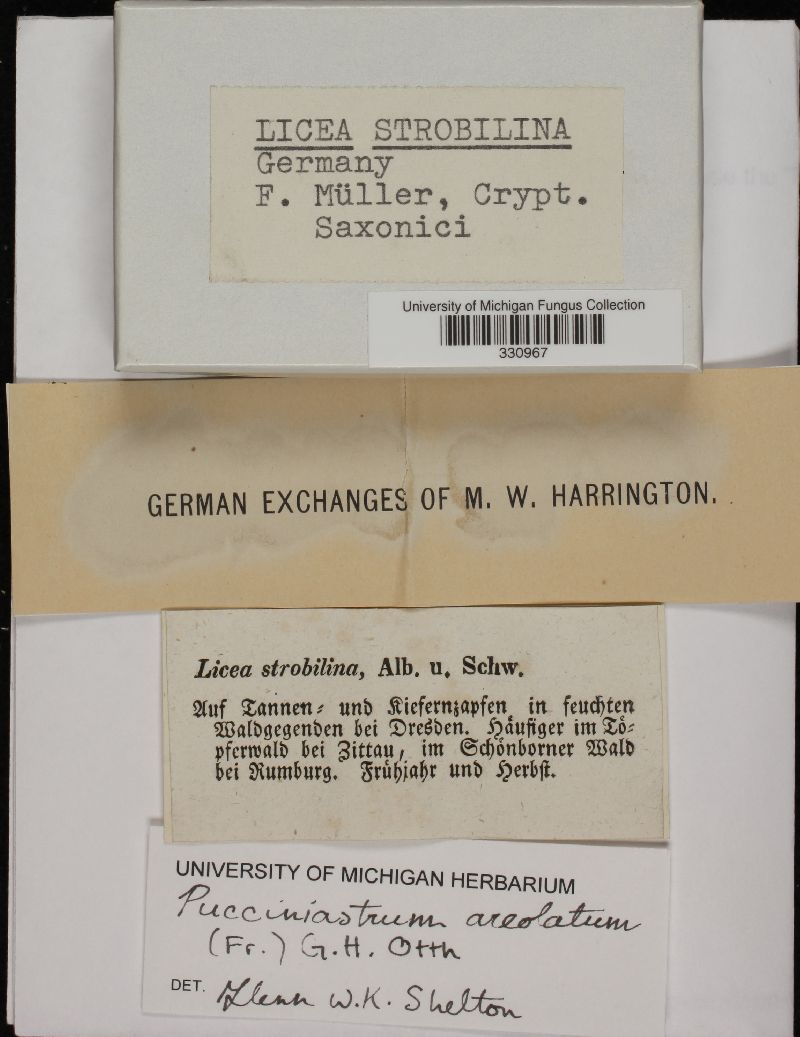 LICEA STROBILINA
Germany
F. Müller, Crypt.
Saxonici
University of Michigan Fungus Collection
330967
GERMAN EXCHANGES OF M. W. HARRINGTON.
Licea strobilina, Alb. u. Schw.
Auf Tannen- und Kiefernzapfen in feuchten
Waldgegenden bei Dresden. Häufiger im Tö-
pferwald bei Zittau, im Schönborner Wald
bei Rumburg. Frühjahr und Herbst.
UNIVERSITY OF MICHIGAN HERBARIUM
Pucciniastrum areolatum
(Fr.) G.H. Otth
DET. Glenn W.K. Shelton